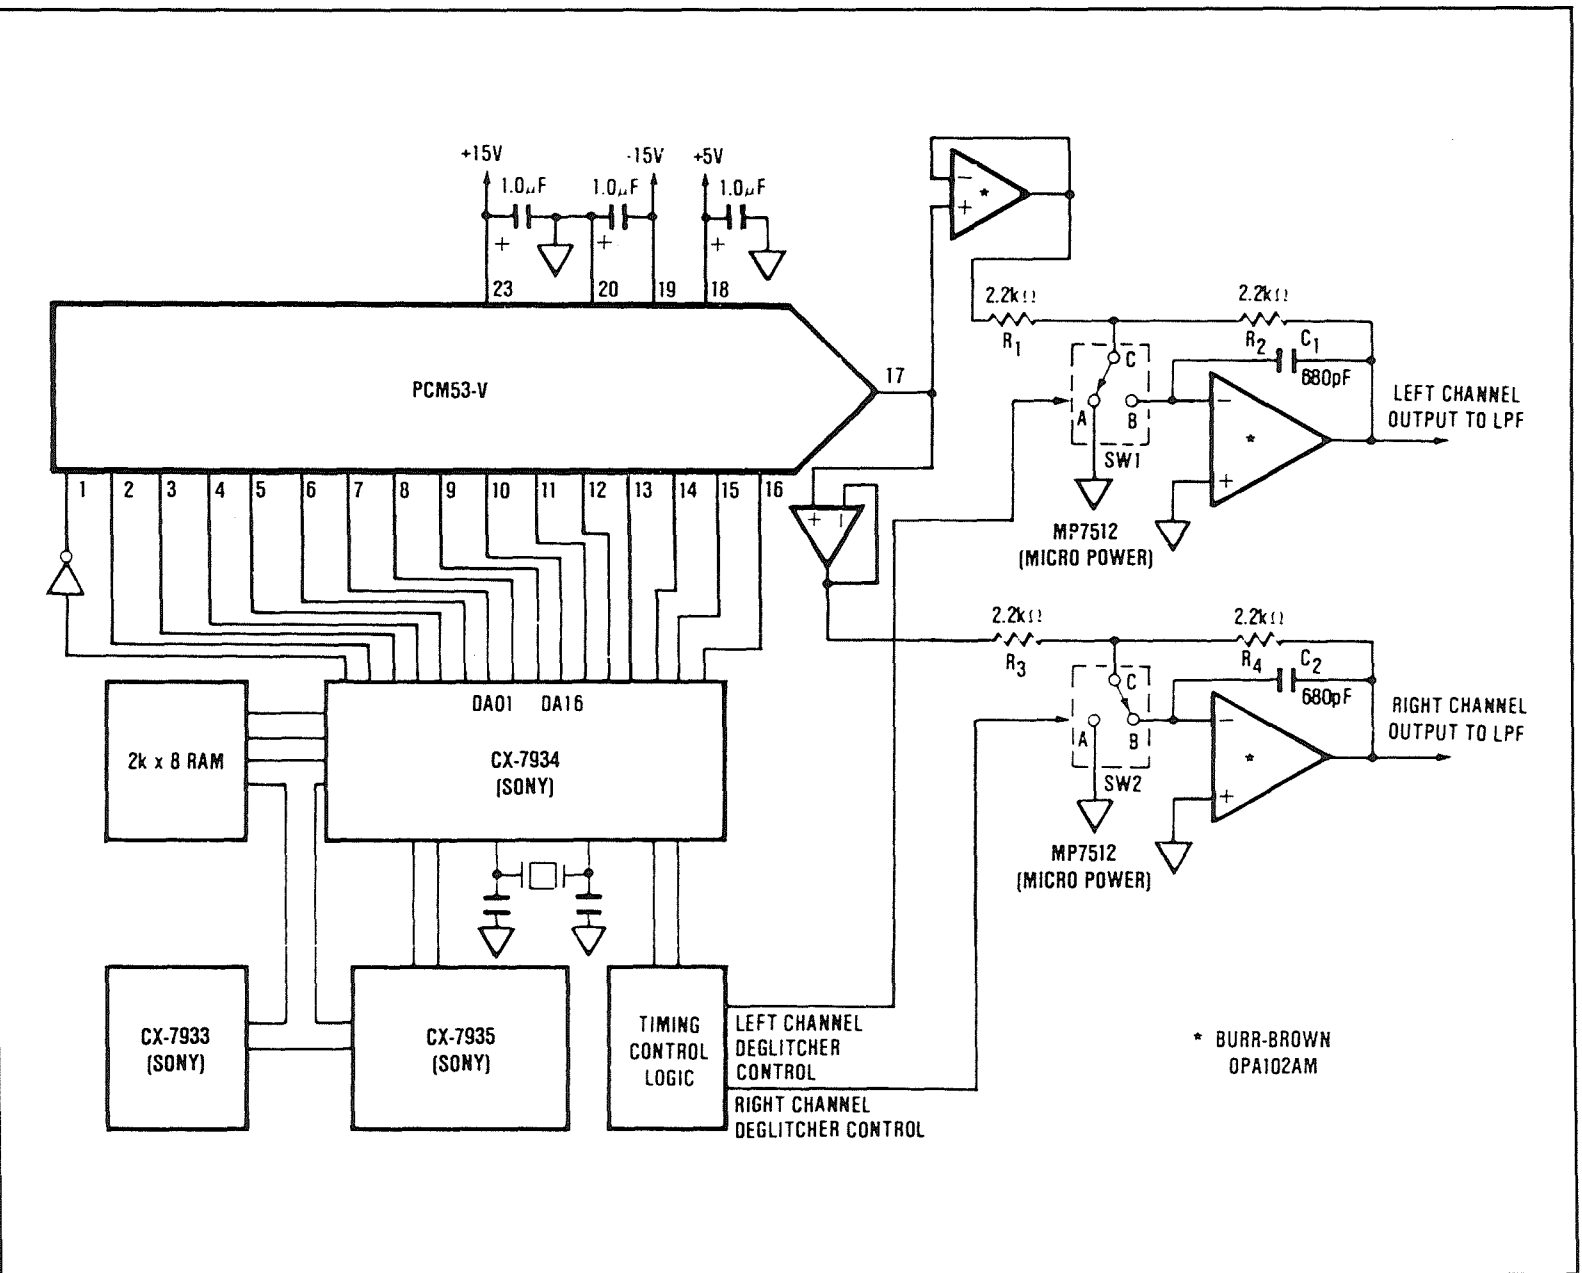 +15V
-15V
+5V
1.0µF
1.0µF
1.0µF
+
+
+
23
20
19
18
PCM53-V
17
1
2
3
4
5
6
7
8
9
10
11
12
13
14
15
16
−
+
*
2.2kΩ
R1
2.2kΩ
R2
C1
680pF
C
A
B
SW1
−
+
*
LEFT CHANNEL
OUTPUT TO LPF
MP7512
(MICRO POWER)
+
−
2.2kΩ
R3
2.2kΩ
R4
C2
680pF
C
A
B
SW2
−
+
*
RIGHT CHANNEL
OUTPUT TO LPF
MP7512
(MICRO POWER)
DA01 DA16
CX-7934
(SONY)
2k x 8 RAM
CX-7933
(SONY)
CX-7935
(SONY)
TIMING
CONTROL
LOGIC
LEFT CHANNEL
DEGLITCHER
CONTROL
RIGHT CHANNEL
DEGLITCHER CONTROL
* BURR-BROWN
OPA102AM